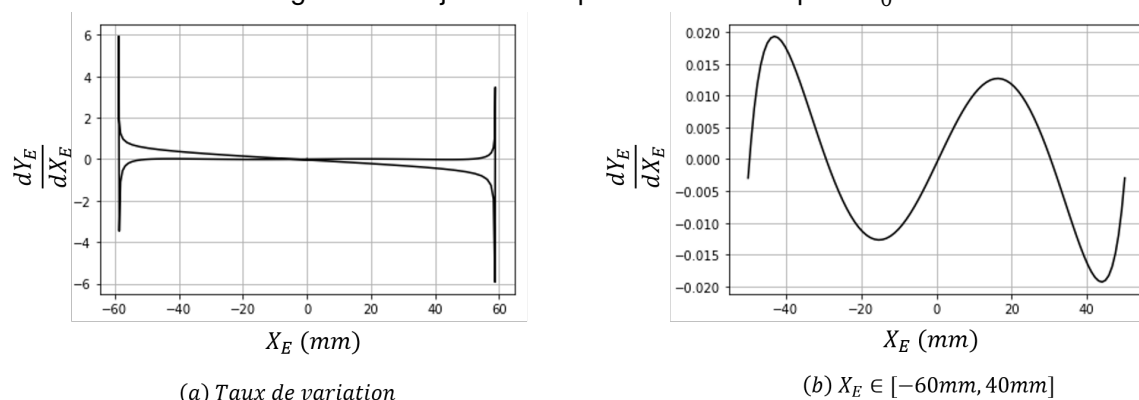 0
6
4
2
0
−2
−4
−6
−60 −40 −20 0 20 40 60
dY_E
dX_E
X_E (mm)
(a) Taux de variation
0.020
0.015
0.010
0.005
0.000
−0.005
−0.010
−0.015
−0.020
−40 −20 0 20 40
dY_E
dX_E
X_E (mm)
(b) X_E ∈ [−60mm, 40mm]